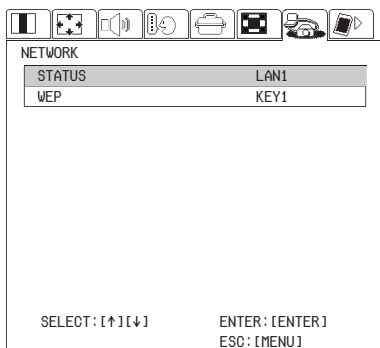 NETWORK
STATUS LAN1
WEP KEY1
SELECT:[↑][↓] ENTER:[ENTER]
ESC:[MENU]